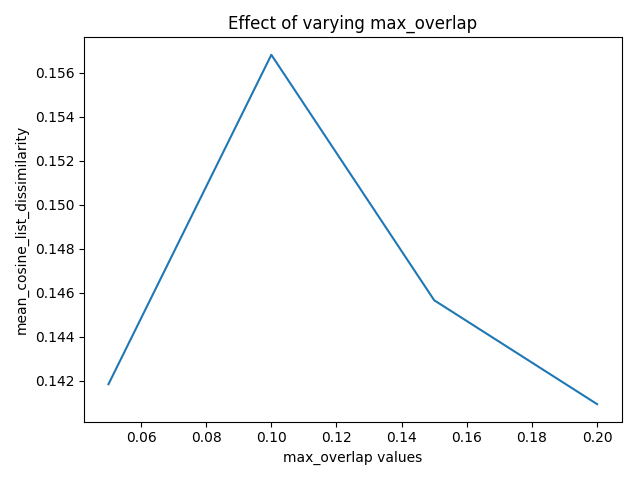 Effect of varying max_overlap
mean_cosine_list_dissimilarity
0.156
0.154
0.152
0.150
0.148
0.146
0.144
0.142
0.06 0.08 0.10 0.12 0.14 0.16 0.18 0.20
max_overlap values